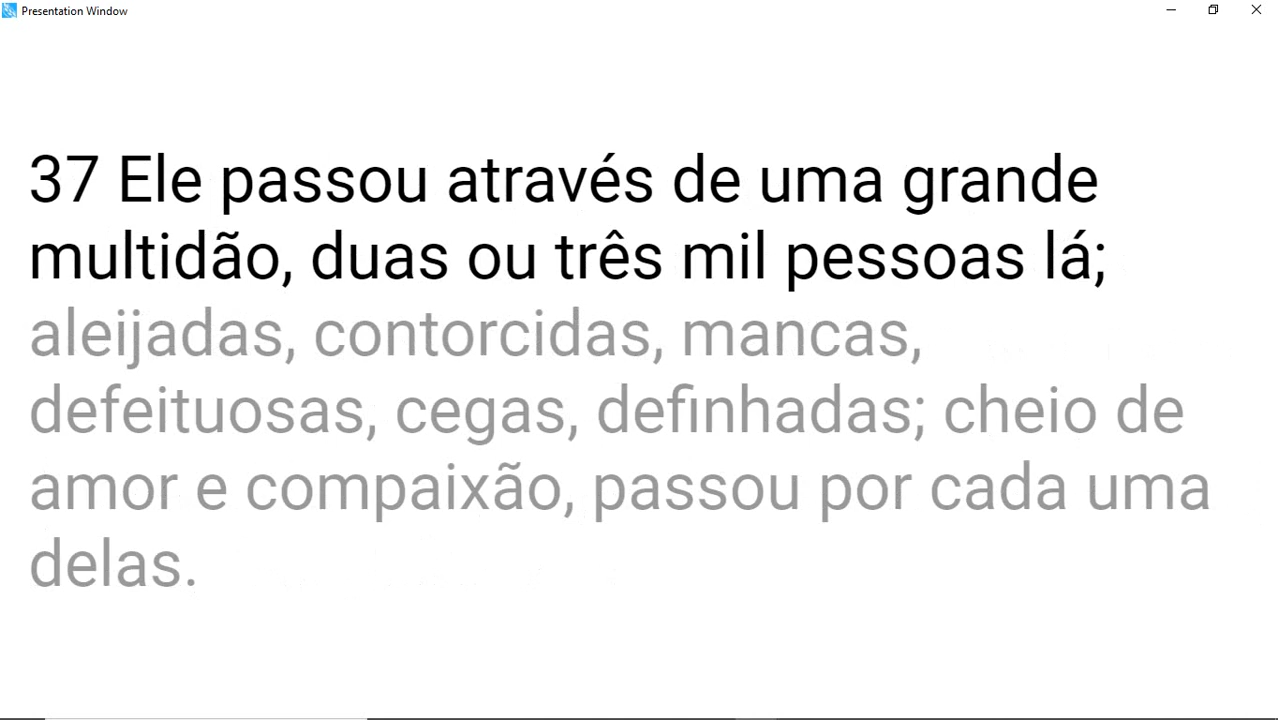 Presentation Window
37 Ele passou através de uma grande
multidão, duas ou três mil pessoas lá;
aleijadas, contorcidas, mancas,
defeituosas, cegas, definhadas; cheio de
amor e compaixão, passou por cada uma
delas.